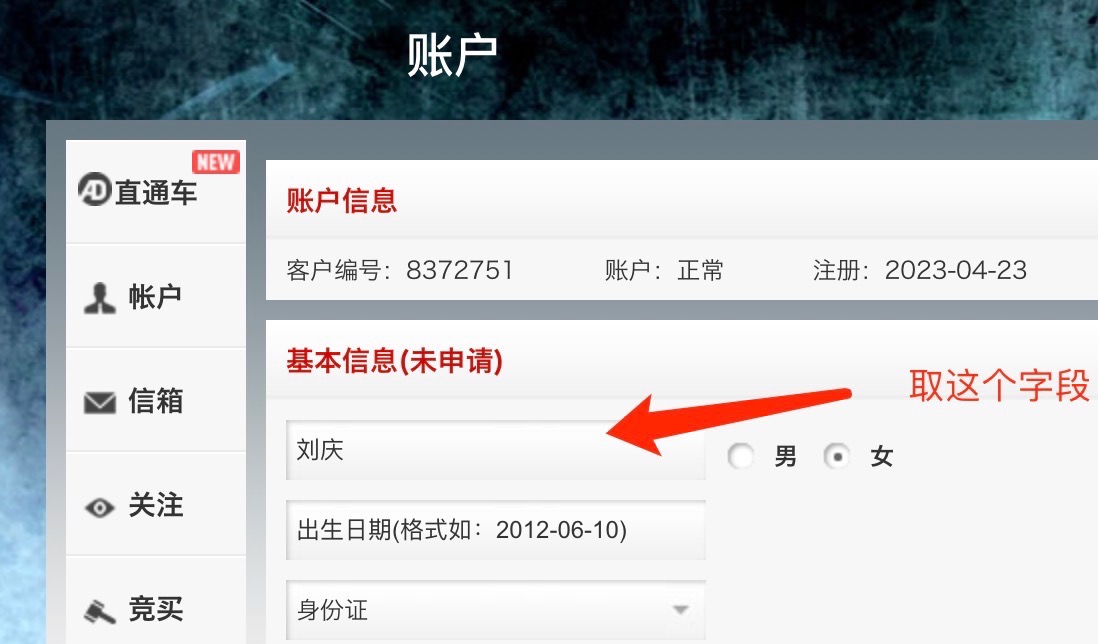 账户
NEW
AD直通车
帐户
信箱
关注
竞买
账户信息
客户编号：8372751 账户：正常 注册：2023-04-23
基本信息(未申请)
取这个字段
刘庆 男 女
出生日期(格式如：2012-06-10)
身份证